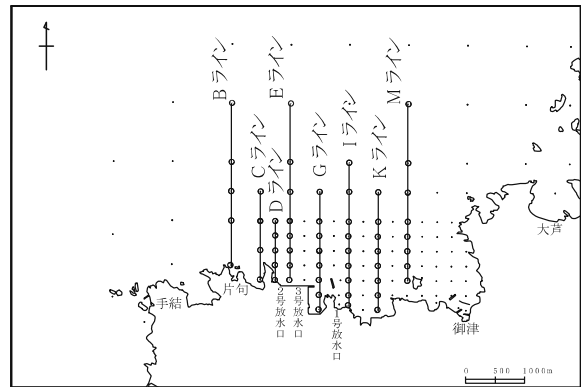 Bライン
Cライン
Dライン
Eライン
Gライン
Iライン
Kライン
Mライン
大芦
片句
手結
2号放水口
3号放水口
1号放水口
御津
0 500 1000m